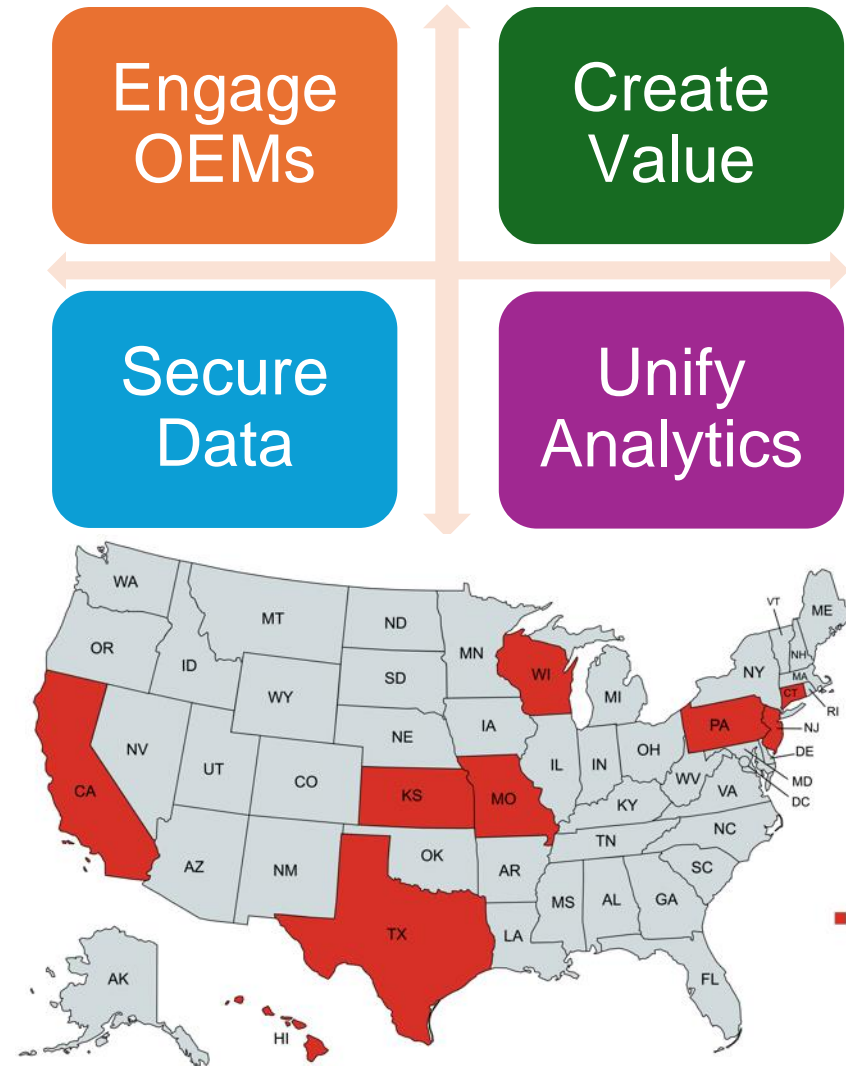 Engage
OEMs
Create
Value
Secure
Data
Unify
Analytics
WA
MT
ND
MN
VT
ME
OR
ID
SD
WI
MI
NY
NH
MA
CT
RI
WY
IA
PA
NJ
NV
NE
IL
IN
OH
DE
UT
CO
WV
MD
CA
KS
MO
KY
VA
DC
NC
TN
AZ
NM
OK
AR
SC
MS
AL
GA
TX
LA
AK
FL
HI